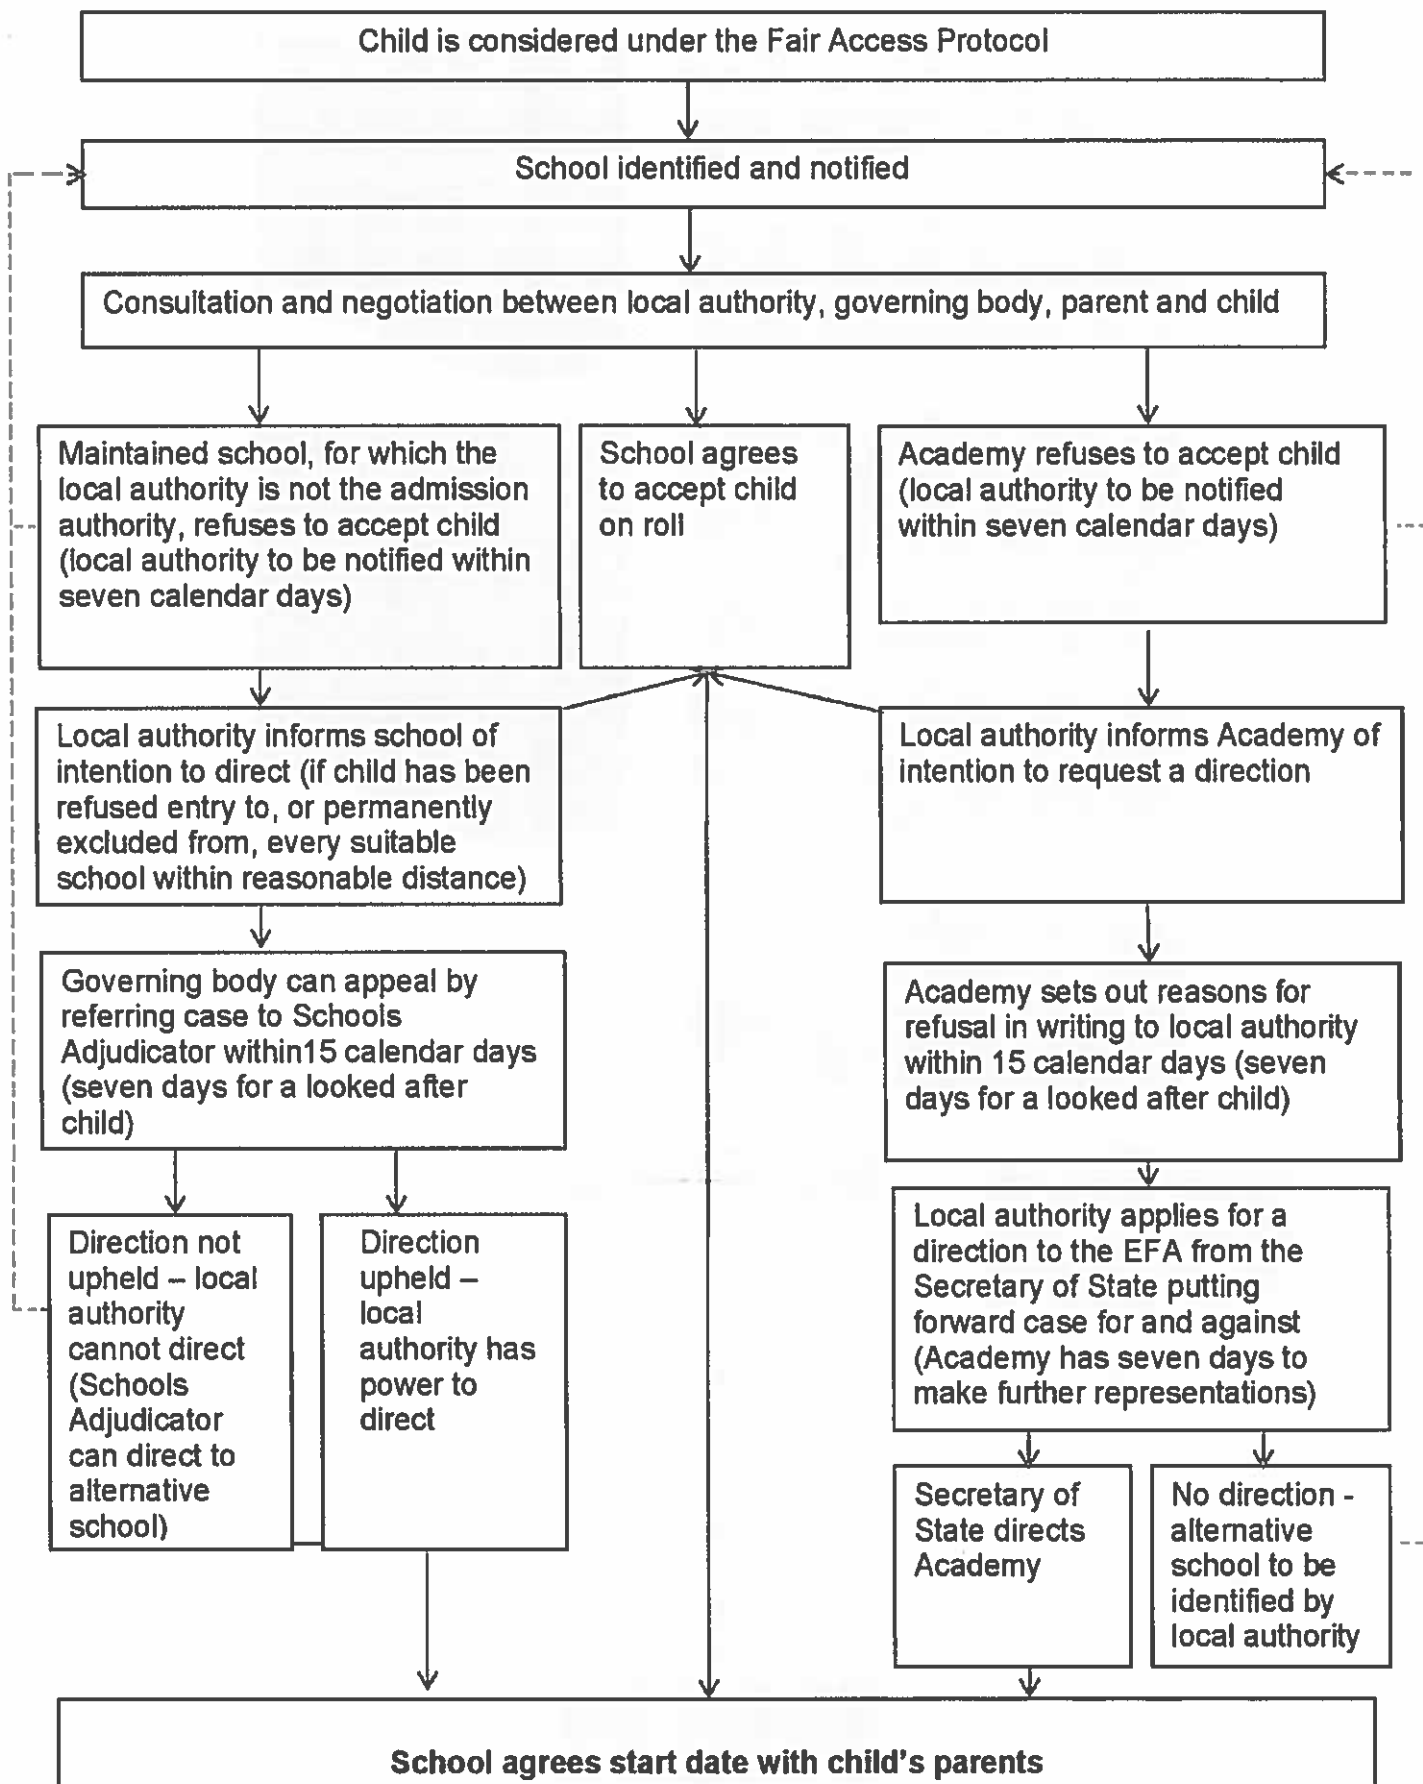 Child is considered under the Fair Access Protocol
School identified and notified
Consultation and negotiation between local authority, governing body, parent and child
Maintained school, for which the
local authority is not the admission
authority, refuses to accept child
(local authority to be notified within
seven calendar days)
School agrees
to accept child
on roll
Academy refuses to accept child
(local authority to be notified
within seven calendar days)
Local authority informs school of
intention to direct (if child has been
refused entry to, or permanently
excluded from, every suitable
school within reasonable distance)
Local authority informs Academy of
intention to request a direction
Governing body can appeal by
referring case to Schools
Adjudicator within15 calendar days
(seven days for a looked after
child)
Academy sets out reasons for
refusal in writing to local authority
within 15 calendar days (seven
days for a looked after child)
Direction not
upheld – local
authority
cannot direct
(Schools
Adjudicator
can direct to
alternative
school)
Direction
upheld –
local
authority has
power to
direct
Local authority applies for a
direction to the EFA from the
Secretary of State putting
forward case for and against
(Academy has seven days to
make further representations)
Secretary of
State directs
Academy
No direction -
alternative
school to be
identified by
local authority
School agrees start date with child's parents